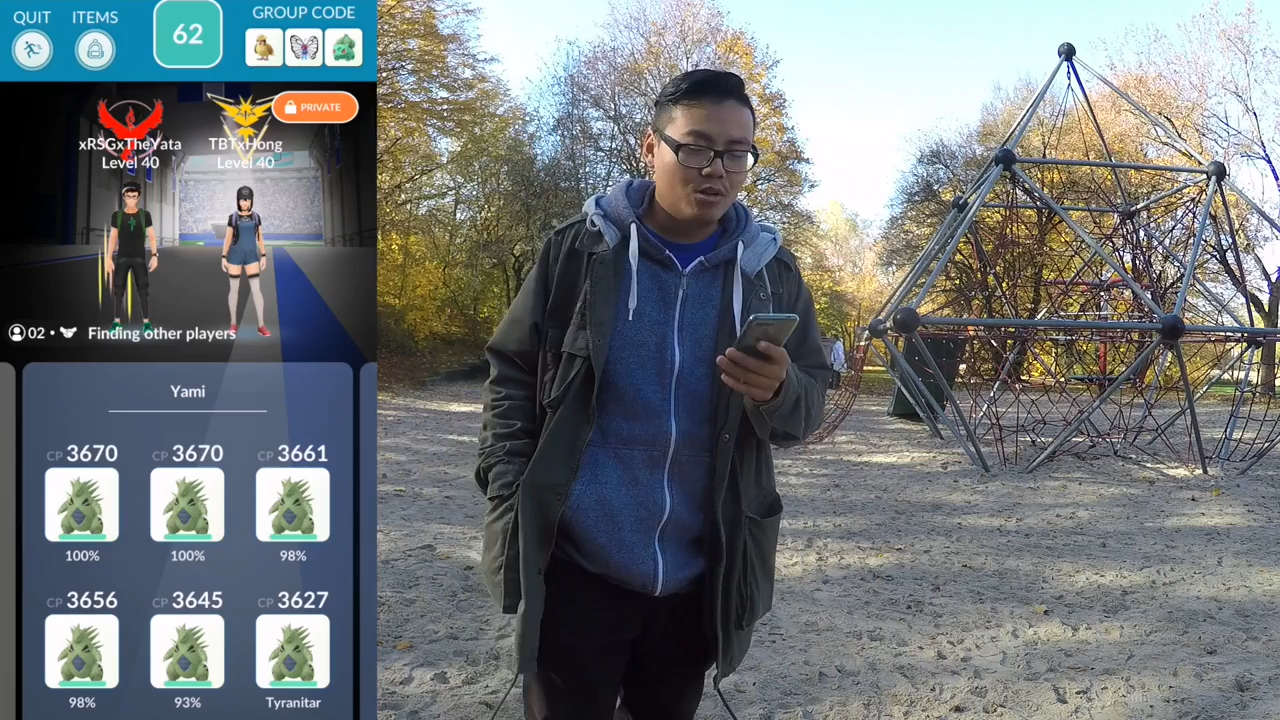 QUIT ITEMS 62 GROUP CODE
PRIVATE
xRSGxTheYata TBTxHong
Level 40 Level 40
02 • Finding other players
Yami
CP 3670 CP 3670 CP 3661
100% 100% 98%
CP 3656 CP 3645 CP 3627
98% 93% Tyranitar